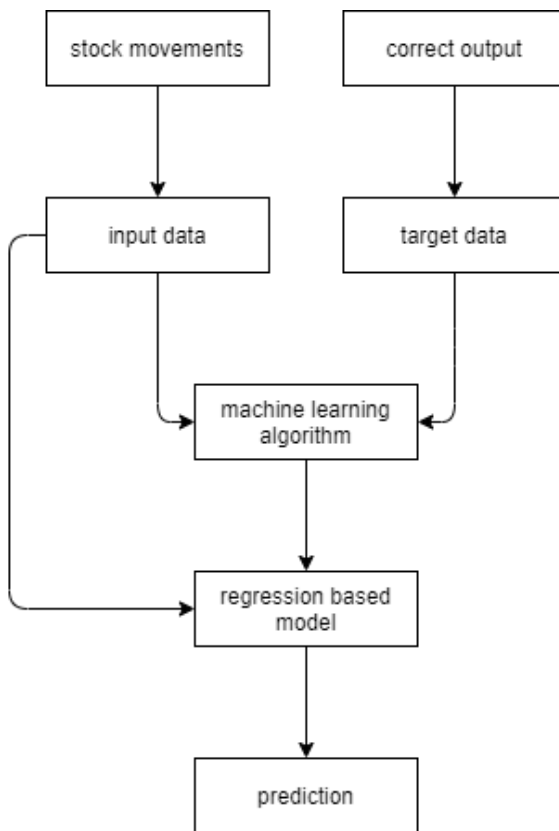 stock movements
correct output
input data
target data
machine learning
algorithm
regression based
model
prediction